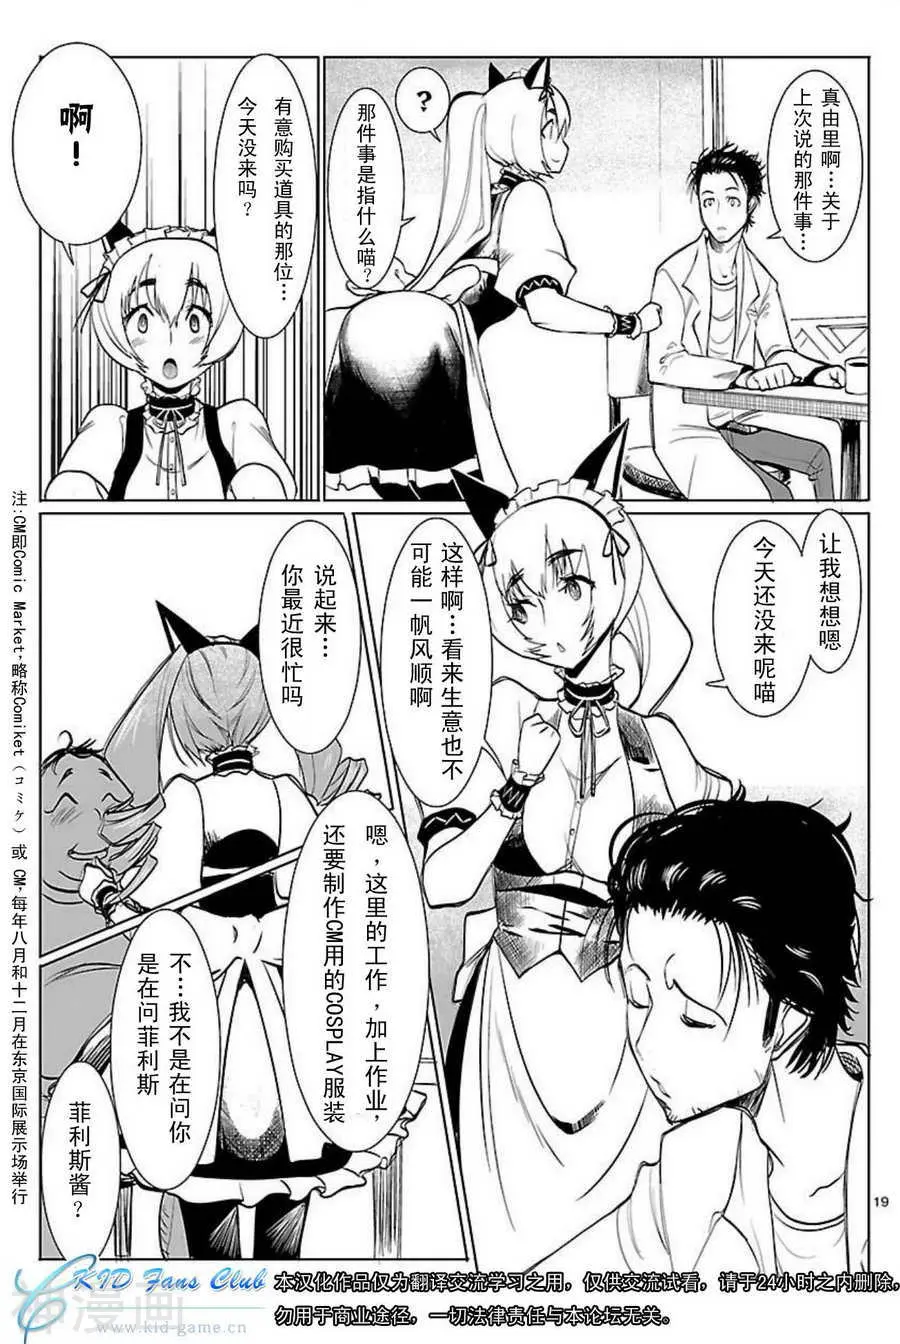 真由里啊…关于
上次说的那件事…
?
那件事是指什么喵?
有意购买道具的那位…
今天没来吗?
啊!
让我想想嗯
今天还没来呢喵
这样啊…看来生意也不
可能一帆风顺啊
说起来…
你最近很忙吗
嗯,这里的工作,加上作业,
还要制作CM用的COSPLAY服装
不…我不是在问你
是在问菲利斯
菲利斯酱?
注:CM即Comic Market,略称Comiket(コミケ)或 CM,每年八月和十二月在东京国际展示场举行
19
KID Fans Club
www.kid-game.cn
本汉化作品仅为翻译交流学习之用，仅供交流试看，请于24小时之内删除,
勿用于商业途径，一切法律责任与本论坛无关。